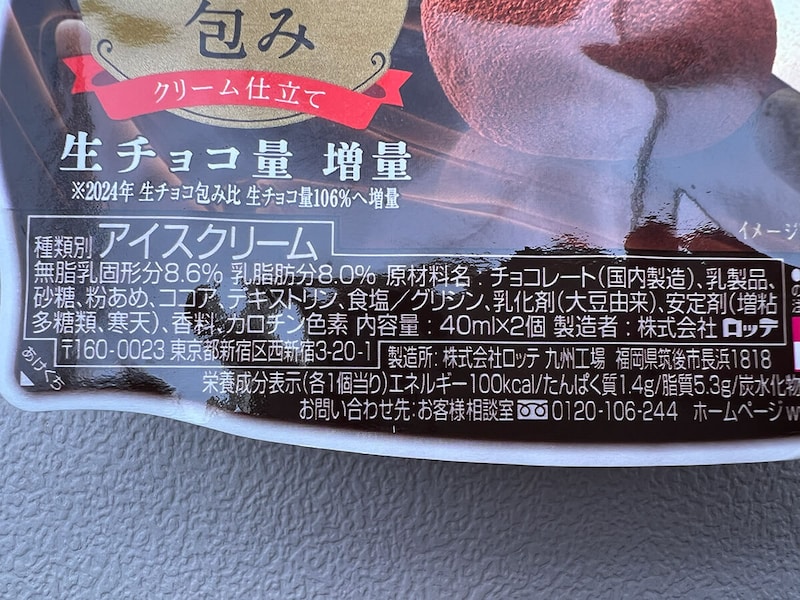 包み
クリーム仕立て
生チョコ量 増量
※2024年 生チョコ包み比 生チョコ量106%へ増量
イメージ
種類別 アイスクリーム
無脂乳固形分8.6% 乳脂肪分8.0% 原材料名:チョコレート(国内製造)、乳製品、
砂糖、粉あめ、ココア、デキストリン、食塩/グリシン、乳化剤(大豆由来)、安定剤(増粘
多糖類、寒天)、香料、カロチン色素 内容量:40ml×2個 製造者:株式会社 ロッテ
〒160-0023 東京都新宿区西新宿3-20-1
製造所:株式会社ロッテ 九州工場 福岡県筑後市長浜1818
あけくち
栄養成分表示(各1個当り)エネルギー100kcal/たんぱく質1.4g/脂質5.3g/炭水化物
お問い合わせ先:お客様相談室 0120-106-244 ホームページ w